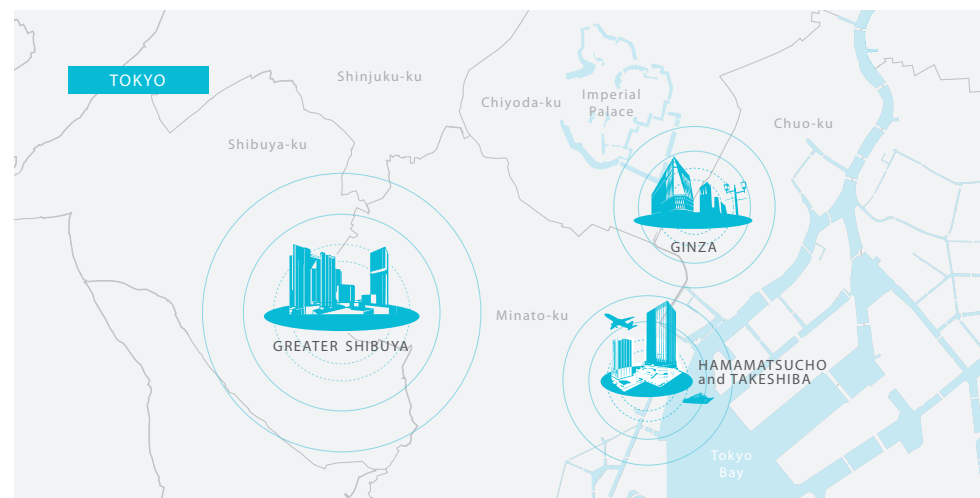 TOKYO
Shinjuku-ku
Chiyoda-ku
Imperial
Palace
Chuo-ku
Shibuya-ku
GINZA
Minato-ku
GREATER SHIBUYA
HAMAMATSUCHO
and TAKESHIBA
Tokyo
Bay